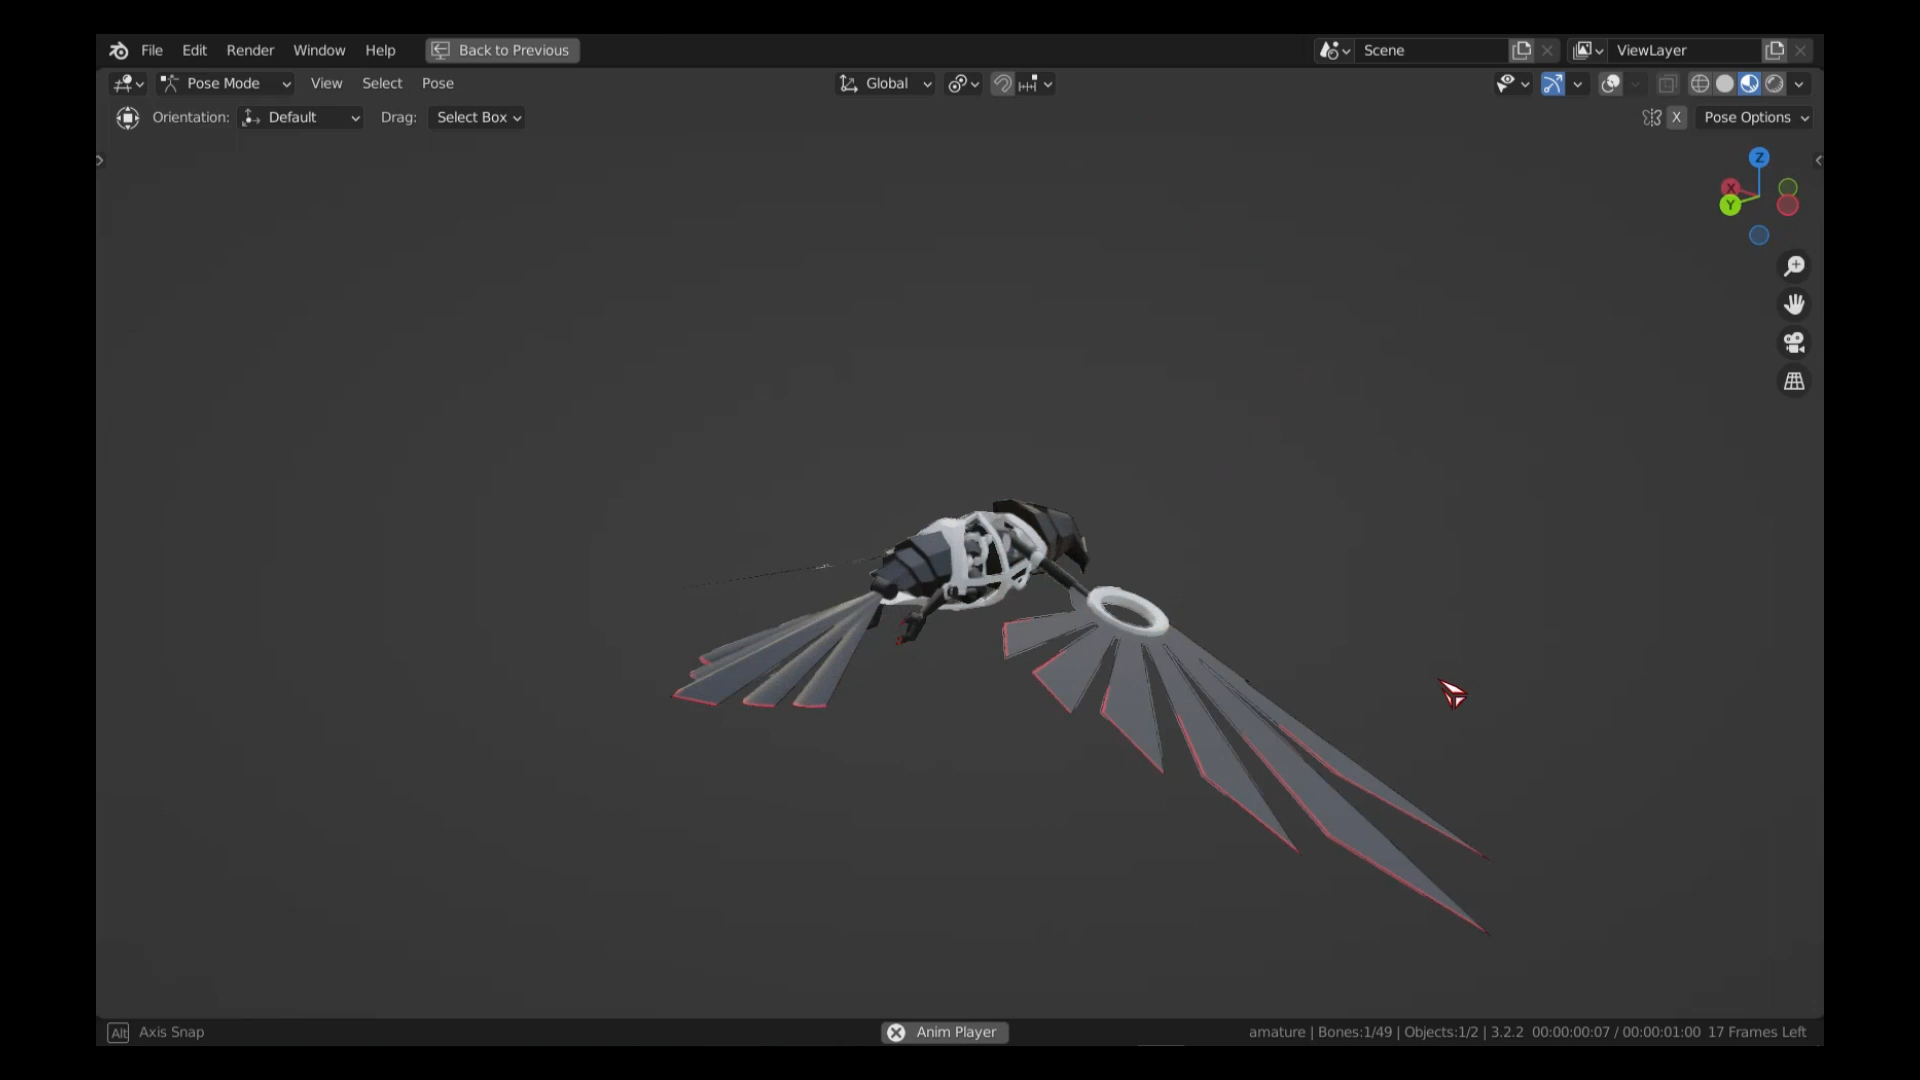 File Edit Render Window Help Back to Previous Scene ViewLayer
Pose Mode View Select Pose Global
Orientation: Default Drag: Select Box X Pose Options
Z
X
Y
Alt Axis Snap Anim Player amature | Bones:1/49 | Objects:1/2 | 3.2.2 00:00:00:07 / 00:00:01:00 17 Frames Left